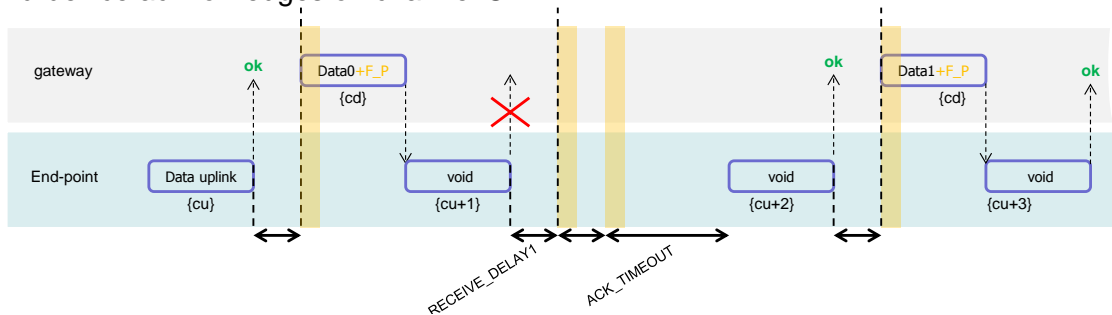 gateway
ok
Data0+F_P
{cd}
ok
Data1+F_P
{cd}
ok
End-point
Data uplink
{cu}
void
{cu+1}
void
{cu+2}
void
{cu+3}
RECEIVE_DELAY1
ACK_TIMEOUT